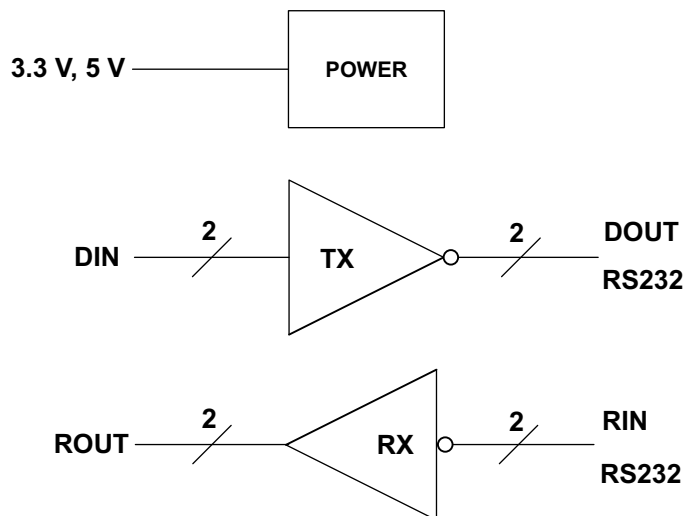 3.3 V, 5 V
POWER
2
2
DIN
TX
DOUT
RS232
2
2
ROUT
RX
RIN
RS232